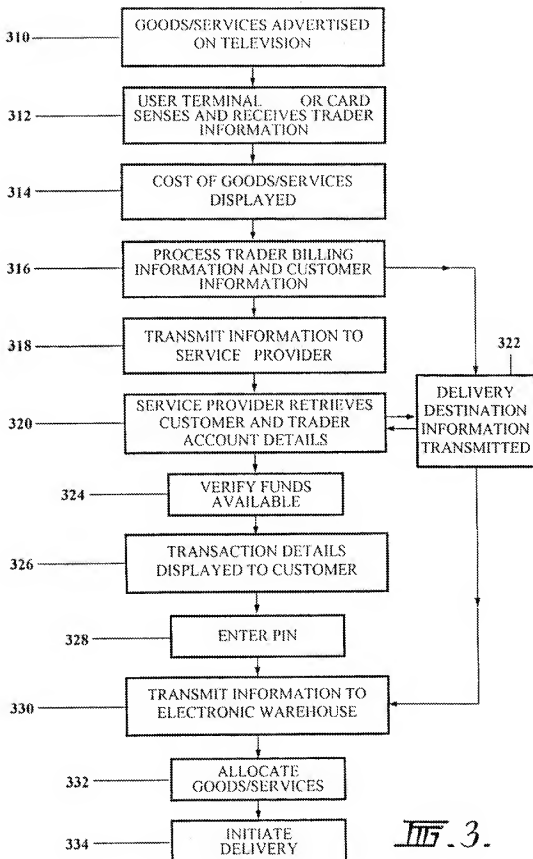 310
GOODS/SERVICES ADVERTISED
ON TELEVISION
312
USER TERMINAL OR CARD
SENSES AND RECEIVES TRADER
INFORMATION
314
COST OF GOODS/SERVICES
DISPLAYED
316
PROCESS TRADER BILLING
INFORMATION AND CUSTOMER
INFORMATION
318
TRANSMIT INFORMATION TO
SERVICE PROVIDER
322
320
SERVICE PROVIDER RETRIEVES
CUSTOMER AND TRADER
ACCOUNT DETAILS
DELIVERY
DESTINATION
INFORMATION
TRANSMITTED
324
VERIFY FUNDS
AVAILABLE
326
TRANSACTION DETAILS
DISPLAYED TO CUSTOMER
328
ENTER PIN
330
TRANSMIT INFORMATION TO
ELECTRONIC WAREHOUSE
332
ALLOCATE
GOODS/SERVICES
334
INITIATE
DELIVERY
FIG. 3.